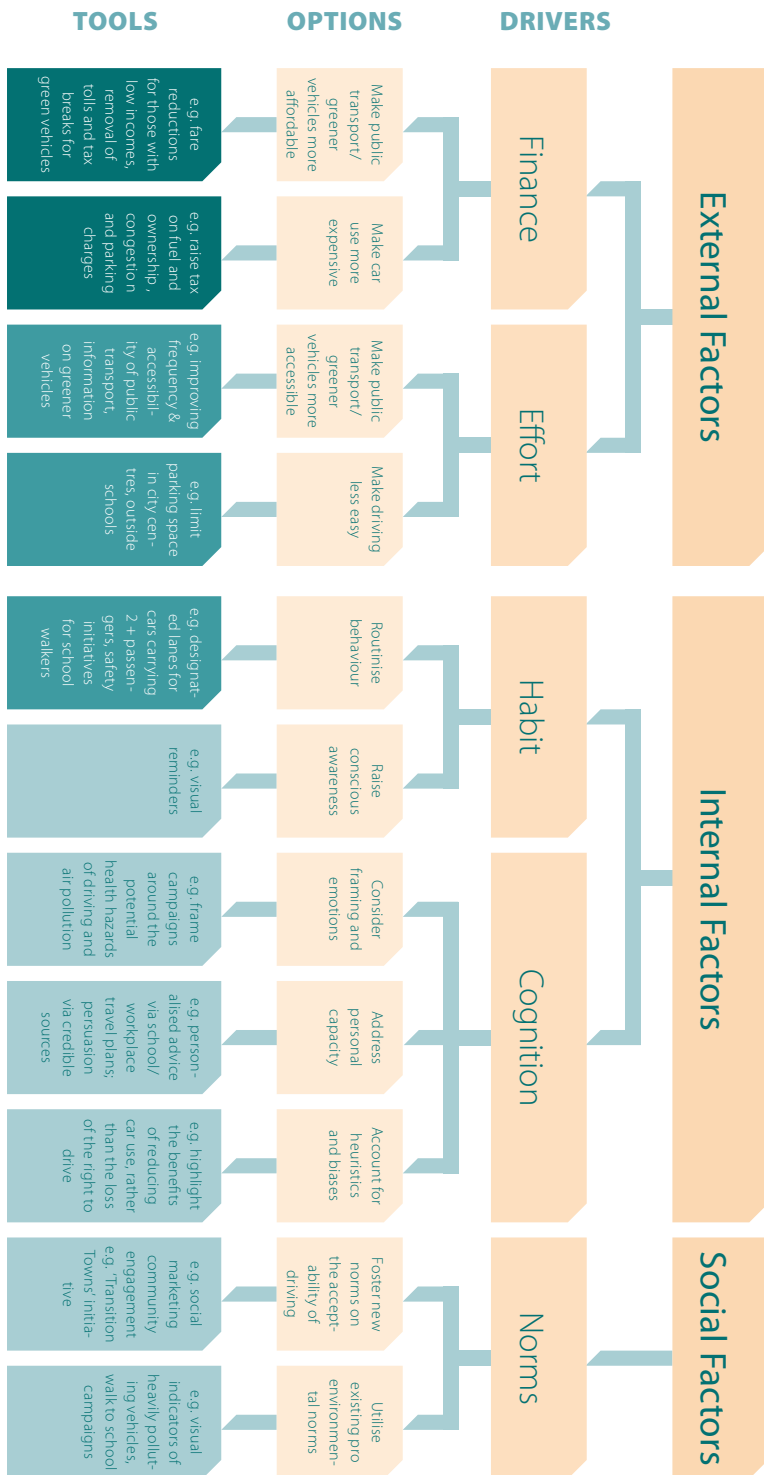 External Factors
Internal Factors
Social Factors
DRIVERS
Finance
Effort
Habit
Cognition
Norms
OPTIONS
Make public
transport/
greener
vehicles more
affordable
Make car
use more
expensive
Make public
transport/
greener
vehicles more
accessible
Make driving
less easy
Routinise
behaviour
Raise
conscious
awareness
Consider
framing and
emotions
Address
personal
capacity
Account for
heuristics
and biases
Foster new
norms on
the accept-
ability of
driving
Utilise
existing pro
environmen-
tal norms
TOOLS
e.g. fare
reductions
for those with
low incomes,
removal of
tolls and tax
breaks for
green vehicles
e.g. raise tax
on fuel and
ownership ,
congestio n
and parking
charges
e.g. improving
frequency &
accessibil-
ity of public
transport,
information
on greener
vehicles
e.g. limit
parking space
in city cen-
tres, outside
schools
e.g. designat-
ed lanes for
cars carrying
2 + passen-
gers, safety
initiatives
for school
walkers
e.g. visual
reminders
e.g. frame
campaigns
around the
potential
health hazards
of driving and
air pollution
e.g. person-
alised advice
via school/
workplace
travel plans;
persuasion
via credible
sources
e.g. highlight
the benefits
of reducing
car use, rather
than the loss
of the right to
drive
e.g. social
marketing
community
engagement
e.g. 'Transition
Towns' initia-
tive
e.g. visual
indicators of
heavily pollut-
ing vehicles,
walk to school
campaigns